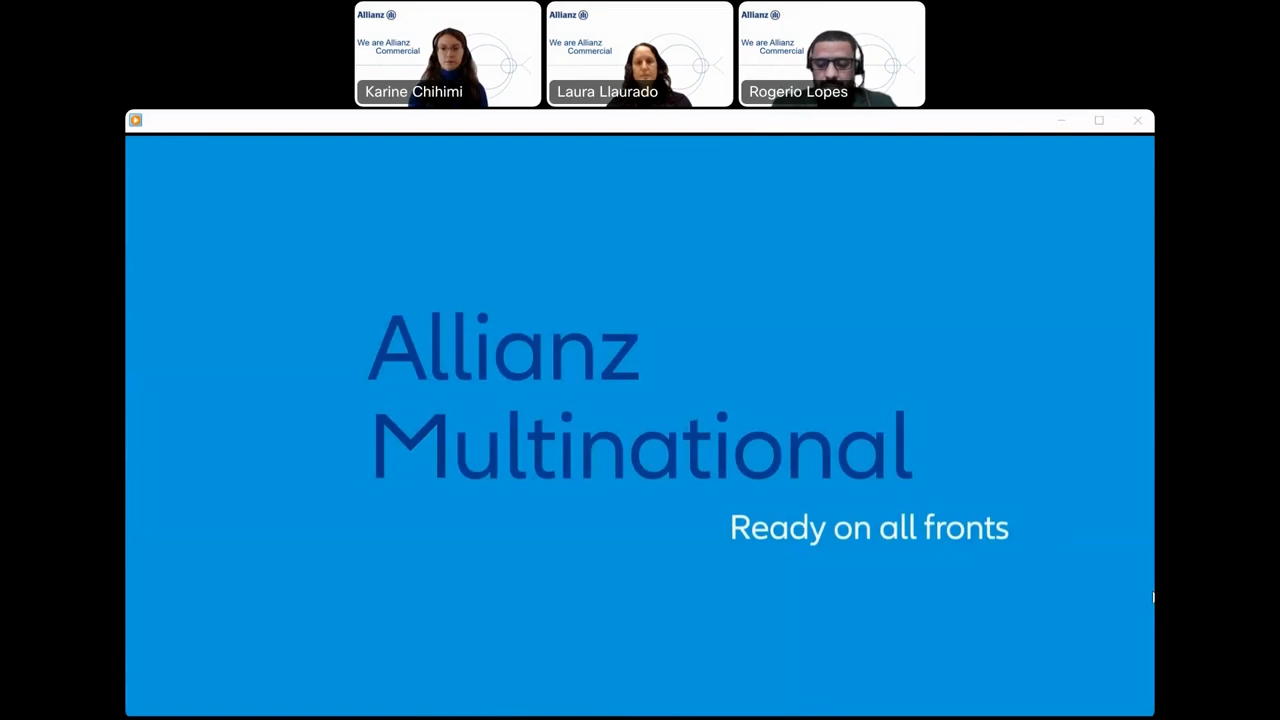 Allianz
We are Allianz
Commercial
Karine Chihimi
Allianz
We are Allianz
Commercial
Laura Llaurado
Allianz
We are Allianz
Commercial
Rogerio Lopes
Allianz
Multinational
Ready on all fronts